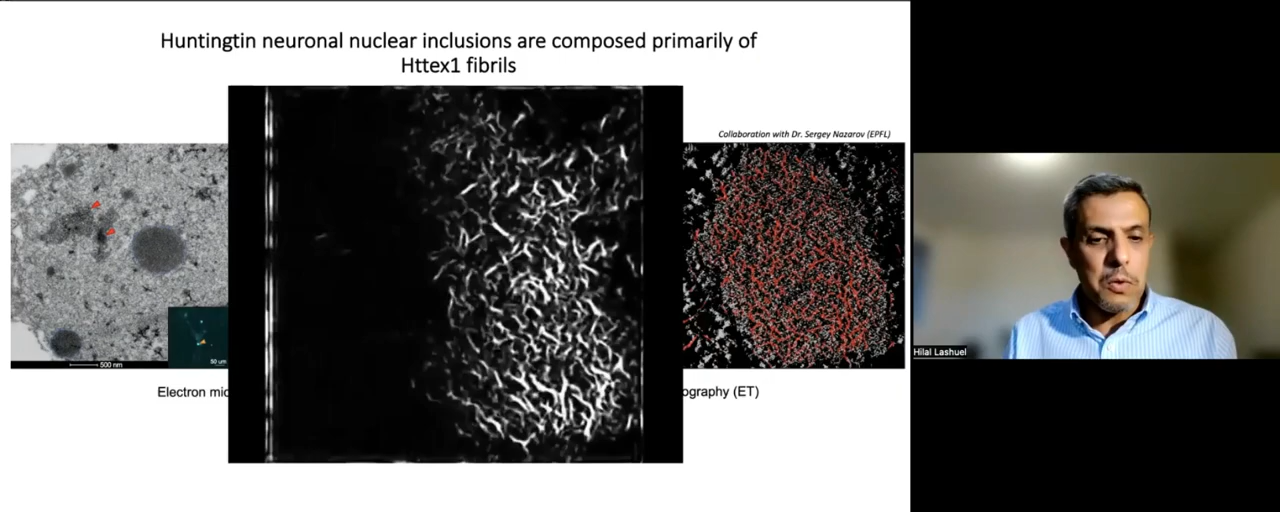 Huntingtin neuronal nuclear inclusions are composed primarily of
Httex1 fibrils
Collaboration with Dr. Sergey Nazarov (EPFL)
500 nm
50 um
Electron mic
ography (ET)
Hilal Lashuel